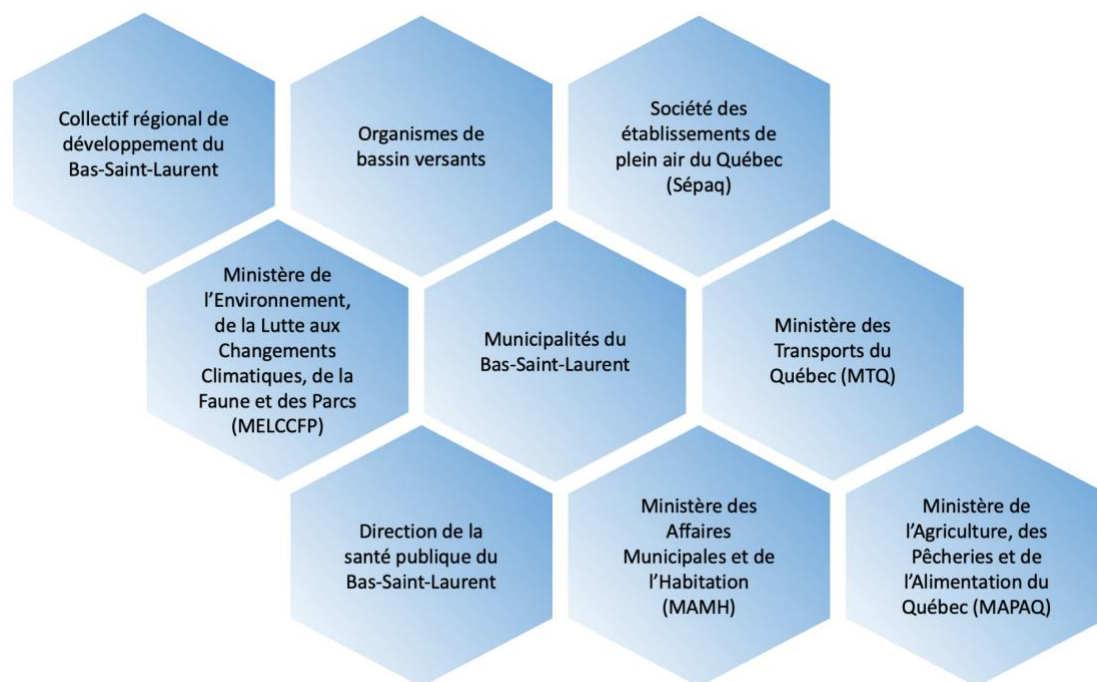 Collectif régional de
développement du
Bas-Saint-Laurent
Organismes de
bassin versants
Société des
établissements de
plein air du Québec
(Sépaq)
Ministère de
l’Environnement,
de la Lutte aux
Changements
Climatiques, de la
Faune et des Parcs
(MELCCFP)
Municipalités du
Bas-Saint-Laurent
Ministère des
Transports du
Québec (MTQ)
Direction de la
santé publique du
Bas-Saint-Laurent
Ministère des
Affaires
Municipales et de
l’Habitation
(MAMH)
Ministère de
l’Agriculture, des
Pêcheries et de
l’Alimentation du
Québec (MAPAQ)